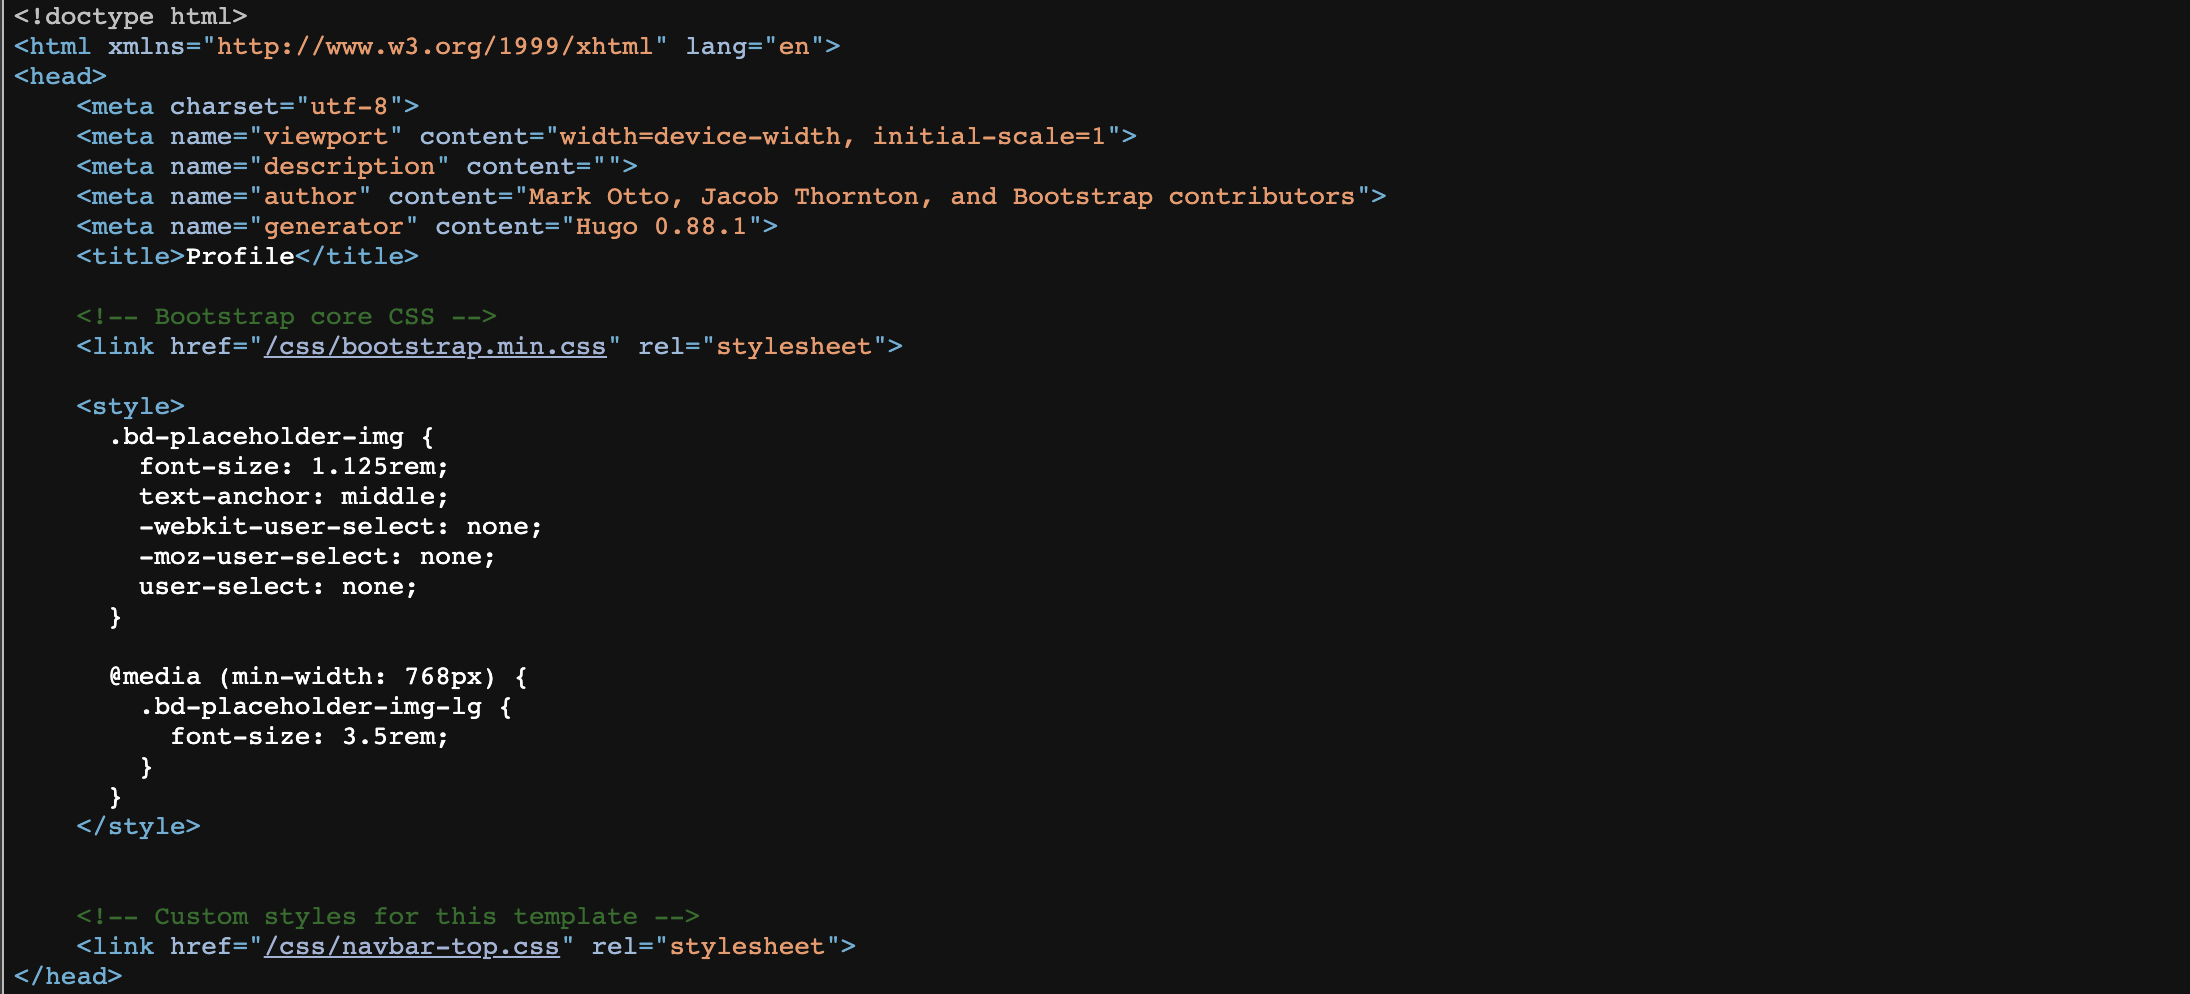 <!doctype html>
<html xmlns="http://www.w3.org/1999/xhtml" lang="en">
<head>
    <meta charset="utf-8">
    <meta name="viewport" content="width=device-width, initial-scale=1">
    <meta name="description" content="">
    <meta name="author" content="Mark Otto, Jacob Thornton, and Bootstrap contributors">
    <meta name="generator" content="Hugo 0.88.1">
    <title>Profile</title>

    <!-- Bootstrap core CSS -->
    <link href="/css/bootstrap.min.css" rel="stylesheet">

    <style>
      .bd-placeholder-img {
        font-size: 1.125rem;
        text-anchor: middle;
        -webkit-user-select: none;
        -moz-user-select: none;
        user-select: none;
      }

      @media (min-width: 768px) {
        .bd-placeholder-img-lg {
          font-size: 3.5rem;
        }
      }
    </style>


    <!-- Custom styles for this template -->
    <link href="/css/navbar-top.css" rel="stylesheet">
</head>